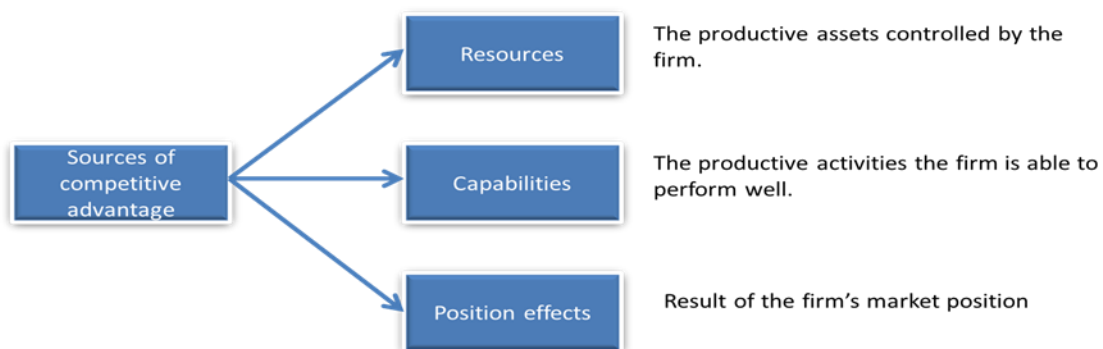 Resources
The productive assets controlled by the
firm.
Sources of
competitive
advantage
Capabilities
The productive activities the firm is able to
perform well.
Position effects
Result of the firm's market position